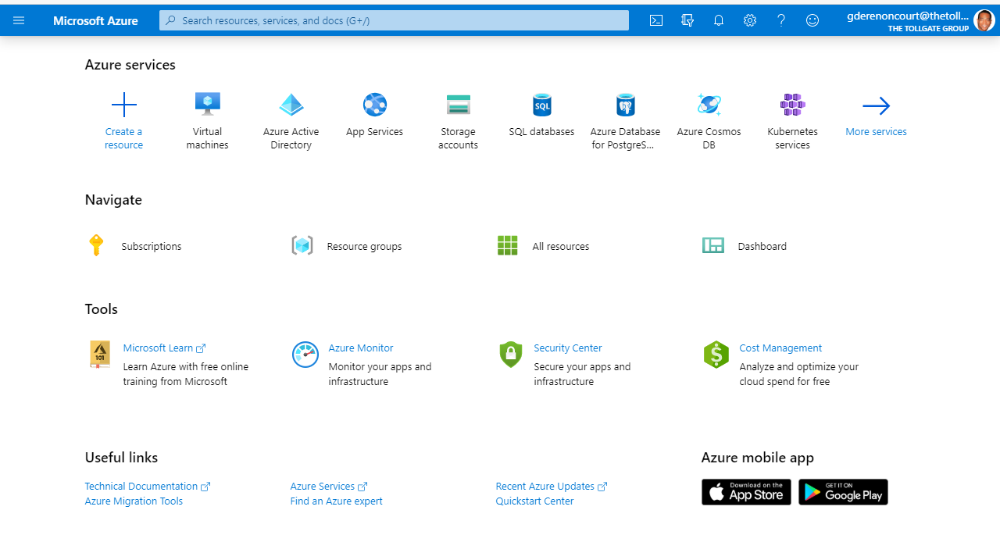 Microsoft Azure
Search resources, services, and docs (G+/)
gderenoncourt@thetoll...
THE TOLLGATE GROUP
Azure services
Create a
resource
Virtual
machines
Azure Active
Directory
App Services
Storage
accounts
SQL
SQL databases
Azure Database
for PostgreS...
Azure Cosmos
DB
Kubernetes
services
More services
Navigate
Subscriptions
Resource groups
All resources
Dashboard
Tools
101
Microsoft Learn
Learn Azure with free online
training from Microsoft
Azure Monitor
Monitor your apps and
infrastructure
Security Center
Secure your apps and
infrastructure
$
Cost Management
Analyze and optimize your
cloud spend for free
Useful links
Technical Documentation
Azure Migration Tools
Azure Services
Find an Azure expert
Recent Azure Updates
Quickstart Center
Azure mobile app
Download on the
App Store
GET IT ON
Google Play